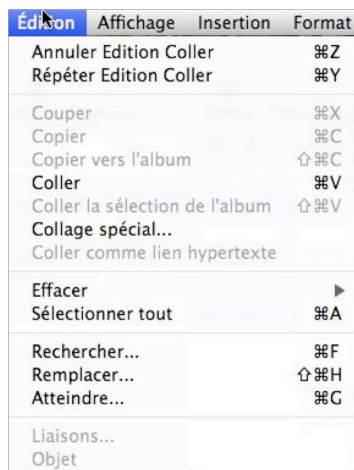 Édition Affichage Insertion Format
Annuler Edition Coller ⌘Z
Répéter Edition Coller ⌘Y
Couper ⌘X
Copier ⌘C
Copier vers l'album ⇧⌘C
Coller ⌘V
Coller la sélection de l'album ⇧⌘V
Collage spécial...
Coller comme lien hypertexte
Effacer ▶
Sélectionner tout ⌘A
Rechercher... ⌘F
Remplacer... ⇧⌘H
Atteindre... ⌘G
Liaisons...
Objet